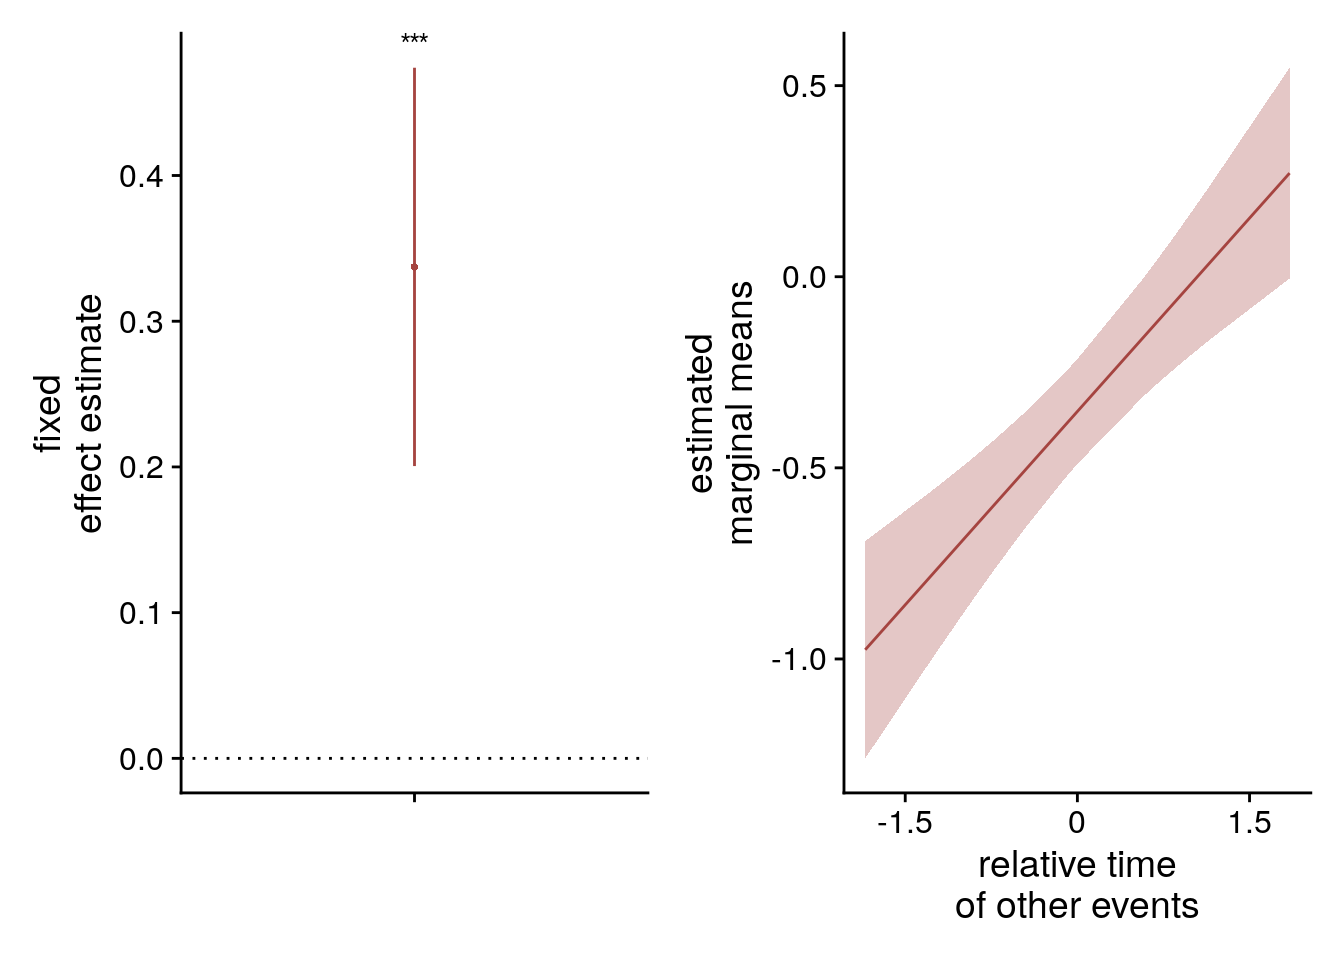 ***
0.4
0.3
0.2
0.1
0.0
fixed
effect estimate
0.5
0.0
-0.5
-1.0
estimated
marginal means
-1.5
0
1.5
relative time
of other events